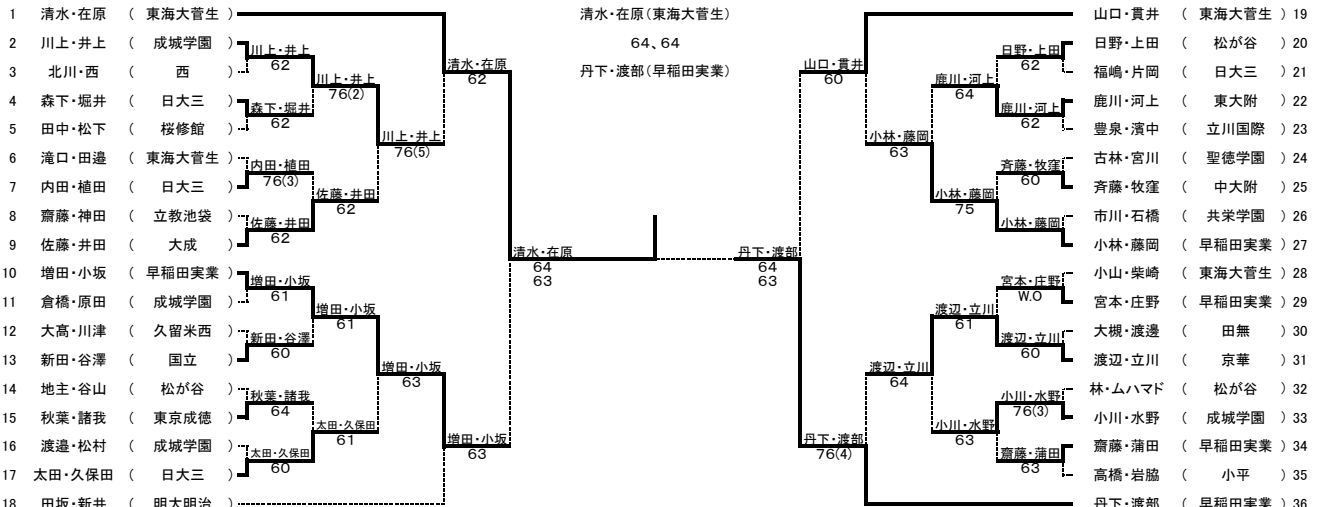 1 清水・在原 ( 東海大菅生 )
2 川上・井上 ( 成城学園 )
3 北川・西 ( 西 )
4 森下・堀井 ( 日大三 )
5 田中・松下 ( 桜修館 )
6 滝口・田邉 ( 東海大菅生 )
7 内田・植田 ( 日大三 )
8 齋藤・神田 ( 立教池袋 )
9 佐藤・井田 ( 大成 )
10 増田・小坂 ( 早稲田実業 )
11 倉橋・原田 ( 成城学園 )
12 大髙・川津 ( 久留米西 )
13 新田・谷澤 ( 国立 )
14 地主・谷山 ( 松が谷 )
15 秋葉・諸我 ( 東京成徳 )
16 渡邉・松村 ( 成城学園 )
17 太田・久保田 ( 日大三 )
18 田坂・新井 ( 明大明治 )
川上・井上
62
森下・堀井
62
内田・植田
76(3)
佐藤・井田
62
増田・小坂
61
新田・谷澤
60
秋葉・諸我
64
太田・久保田
60
川上・井上
76(2)
佐藤・井田
62
増田・小坂
61
太田・久保田
61
川上・井上
76(5)
増田・小坂
63
清水・在原
62
増田・小坂
63
清水・在原
64
63
清水・在原(東海大菅生)
64、64
丹下・渡部(早稲田実業)
丹下・渡部
64
63
山口・貫井
60
丹下・渡部
76(4)
小林・藤岡
63
渡辺・立川
64
鹿川・河上
64
小林・藤岡
75
渡辺・立川
61
小川・水野
63
日野・上田
62
鹿川・河上
62
斉藤・牧窪
60
小林・藤岡
宮本・庄野
W.O
渡辺・立川
60
小川・水野
76(3)
齋藤・蒲田
63
山口・貫井 ( 東海大菅生 ) 19
日野・上田 ( 松が谷 ) 20
福嶋・片岡 ( 日大三 ) 21
鹿川・河上 ( 東大附 ) 22
豊泉・濱中 ( 立川国際 ) 23
古林・宮川 ( 聖徳学園 ) 24
斉藤・牧窪 ( 中大附 ) 25
市川・石橋 ( 共栄学園 ) 26
小林・藤岡 ( 早稲田実業 ) 27
小山・柴崎 ( 東海大菅生 ) 28
宮本・庄野 ( 早稲田実業 ) 29
大槻・渡邊 ( 田無 ) 30
渡辺・立川 ( 京華 ) 31
林・ムハマド ( 松が谷 ) 32
小川・水野 ( 成城学園 ) 33
齋藤・蒲田 ( 早稲田実業 ) 34
高橋・岩脇 ( 小平 ) 35
丹下・渡部 ( 早稲田実業 ) 36